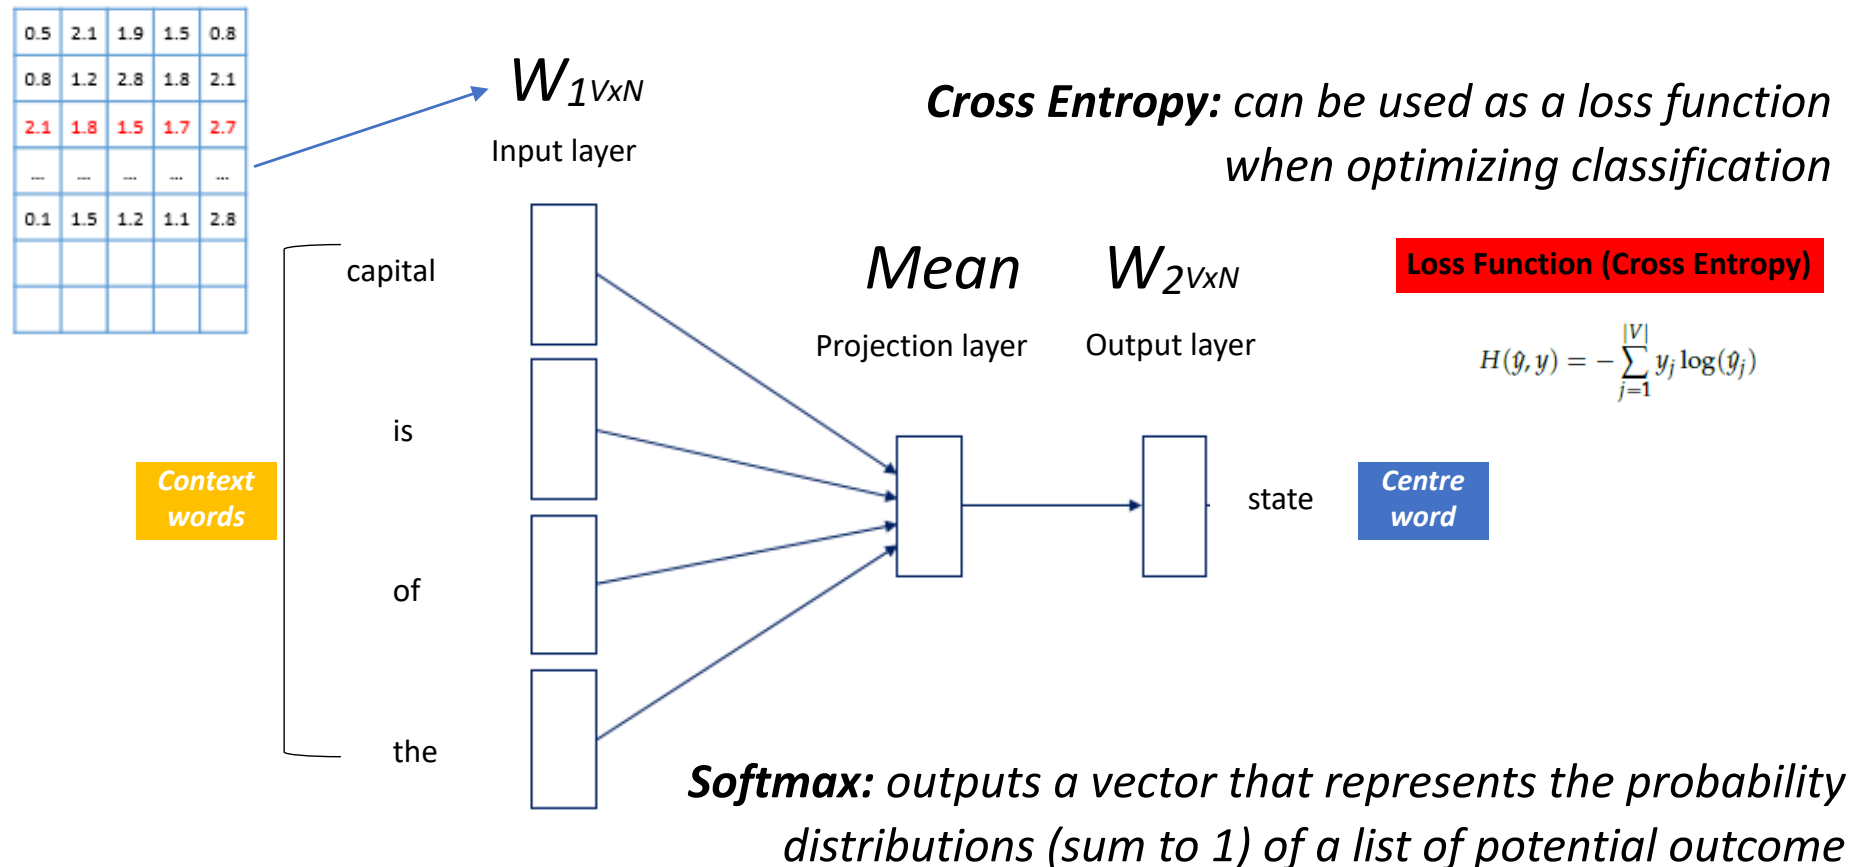 0.5 2.1 1.9 1.5 0.8
0.8 1.2 2.8 1.8 2.1
2.1 1.8 1.5 1.7 2.7
... ... ... ... ...
0.1 1.5 1.2 1.1 2.8
W1VxN
Input layer
Cross Entropy: can be used as a loss function
when optimizing classification
capital
is
of
the
Context
words
Mean
Projection layer
W2VxN
Output layer
Loss Function (Cross Entropy)
H(ŷ, y) = − ∑_{j=1}^{|V|} y_j log(ŷ_j)
state
Centre
word
Softmax: outputs a vector that represents the probability
distributions (sum to 1) of a list of potential outcome